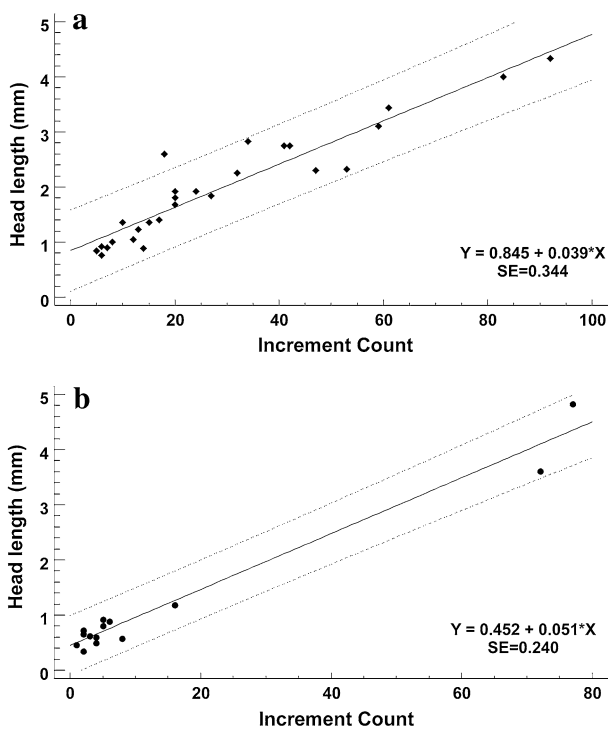 a
5
4
3
2
1
0
Head length (mm)
Y = 0.845 + 0.039*X
SE=0.344
0 20 40 60 80 100
Increment Count
b
5
4
3
2
1
0
Head length (mm)
Y = 0.452 + 0.051*X
SE=0.240
0 20 40 60 80
Increment Count